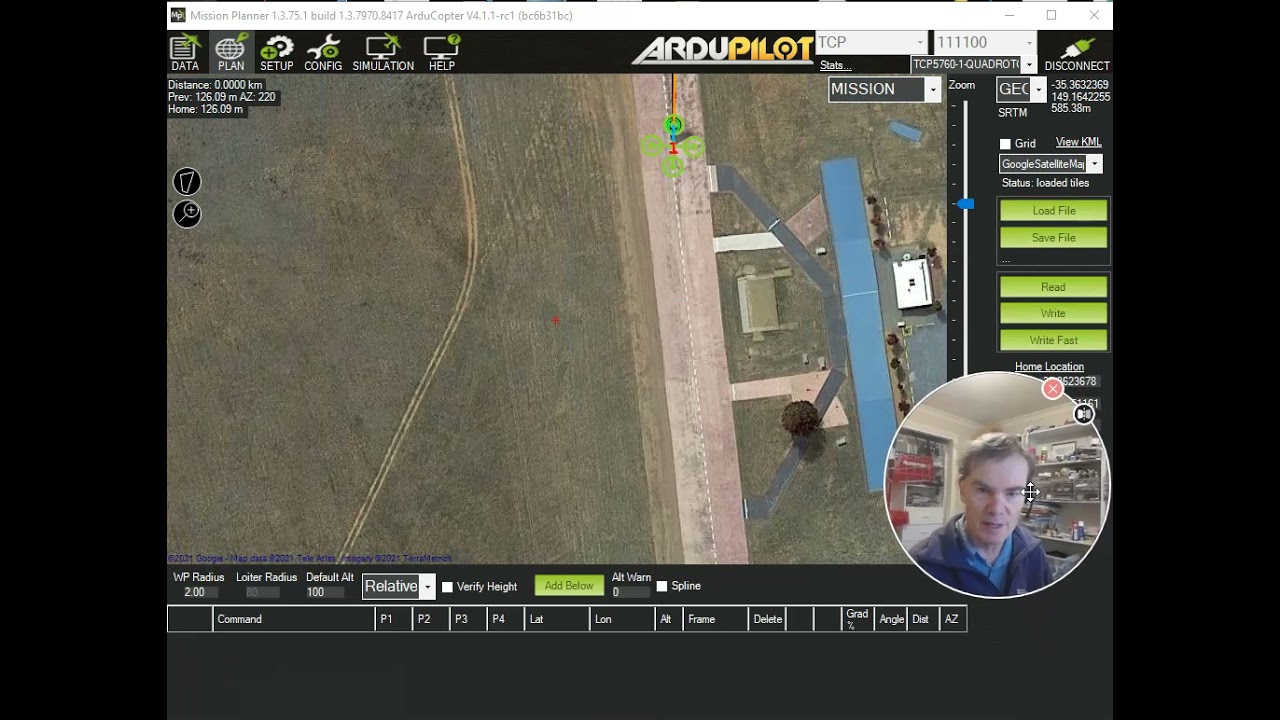 Mission Planner 1.3.75.1 build 1.3.7970.8417 ArduCopter V4.1.1-rc1 (bc6b31bc)
DATA PLAN SETUP CONFIG SIMULATION HELP
ARDUPILOT
TCP 111100
Stats... TCP5760-1-QUADROT
DISCONNECT
Distance: 0.0000 km
Prev: 126.09 m AZ: 220
Home: 126.09 m
MISSION
Zoom
GEO
-35.3632369
149.1642255
585.38m
SRTM
Grid View KML
GoogleSatelliteMap
Status: loaded tiles
Load File
Save File
...
Read
Write
Write Fast
Home Location
1
©2021 Google - Map data ©2021 Tele Atlas, Imagery ©2021 TerraMetrics
WP Radius Loiter Radius Default Alt
2.00 80 100
Relative
Verify Height
Add Below
Alt Warn
0
Spline
Command P1 P2 P3 P4 Lat Lon Alt Frame Delete Grad % Angle Dist AZ